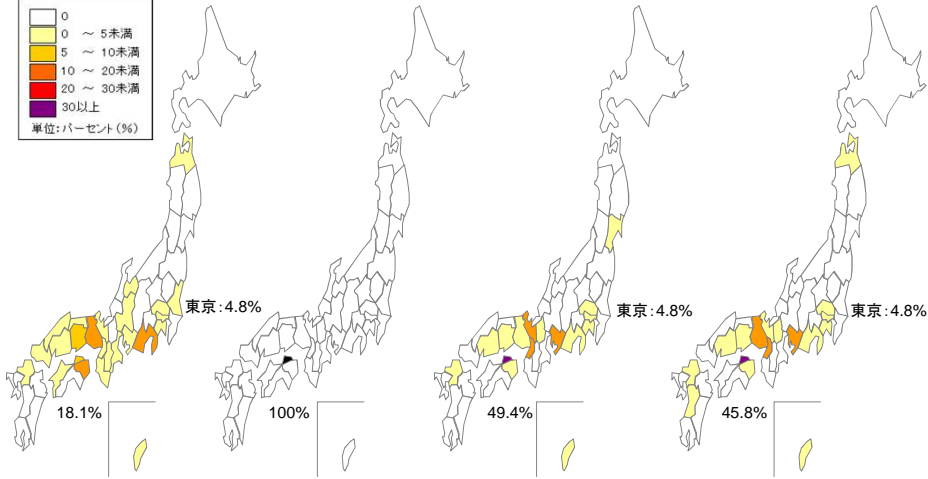 0
0 ~ 5未満
5 ~ 10未満
10 ~ 20未満
20 ~ 30未満
30以上
単位:パーセント(%)
東京:4.8%
東京:4.8%
東京:4.8%
18.1%
100%
49.4%
45.8%